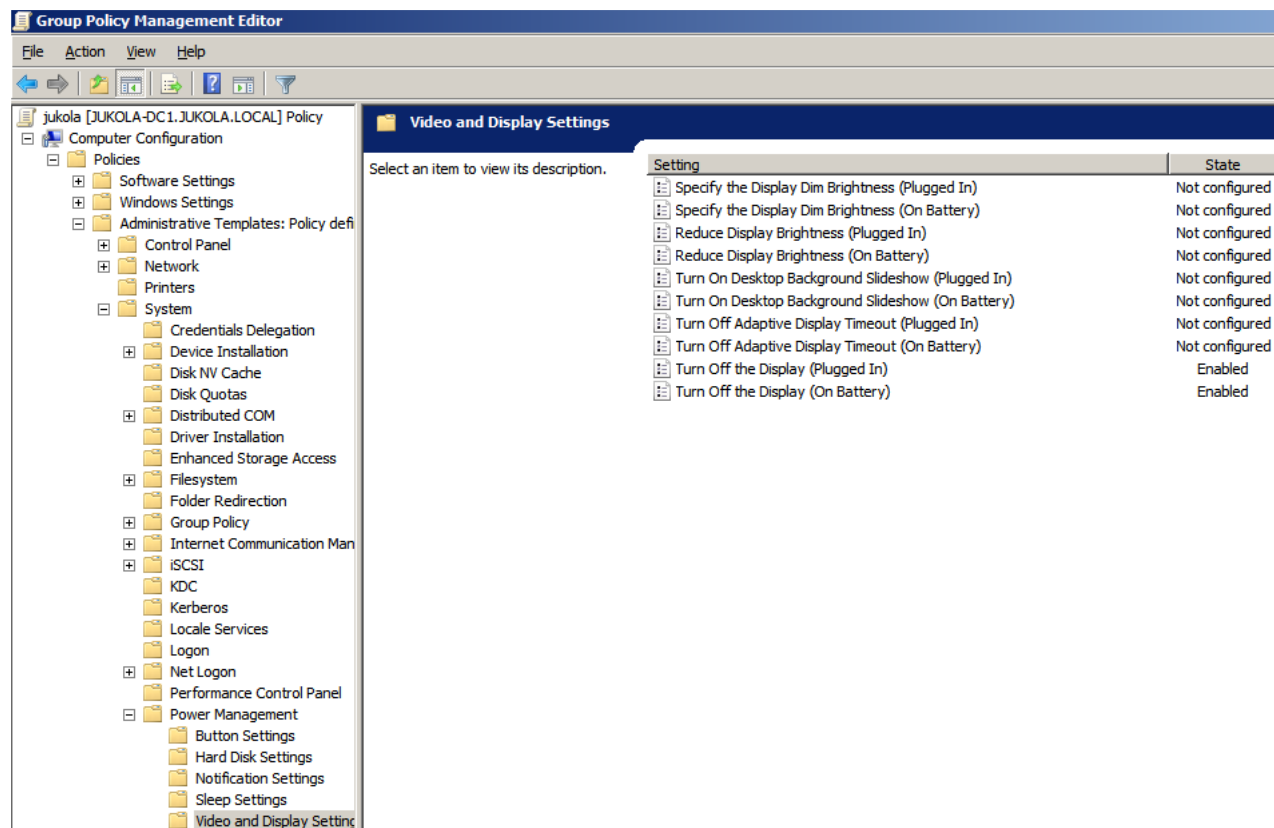 Group Policy Management Editor
File Action View Help
jukola [JUKOLA-DC1.JUKOLA.LOCAL] Policy
Computer Configuration
Policies
Software Settings
Windows Settings
Administrative Templates: Policy defi
Control Panel
Network
Printers
System
Credentials Delegation
Device Installation
Disk NV Cache
Disk Quotas
Distributed COM
Driver Installation
Enhanced Storage Access
Filesystem
Folder Redirection
Group Policy
Internet Communication Man
iSCSI
KDC
Kerberos
Locale Services
Logon
Net Logon
Performance Control Panel
Power Management
Button Settings
Hard Disk Settings
Notification Settings
Sleep Settings
Video and Display Setting
Video and Display Settings
Select an item to view its description.
Setting State
Specify the Display Dim Brightness (Plugged In) Not configured
Specify the Display Dim Brightness (On Battery) Not configured
Reduce Display Brightness (Plugged In) Not configured
Reduce Display Brightness (On Battery) Not configured
Turn On Desktop Background Slideshow (Plugged In) Not configured
Turn On Desktop Background Slideshow (On Battery) Not configured
Turn Off Adaptive Display Timeout (Plugged In) Not configured
Turn Off Adaptive Display Timeout (On Battery) Not configured
Turn Off the Display (Plugged In) Enabled
Turn Off the Display (On Battery) Enabled